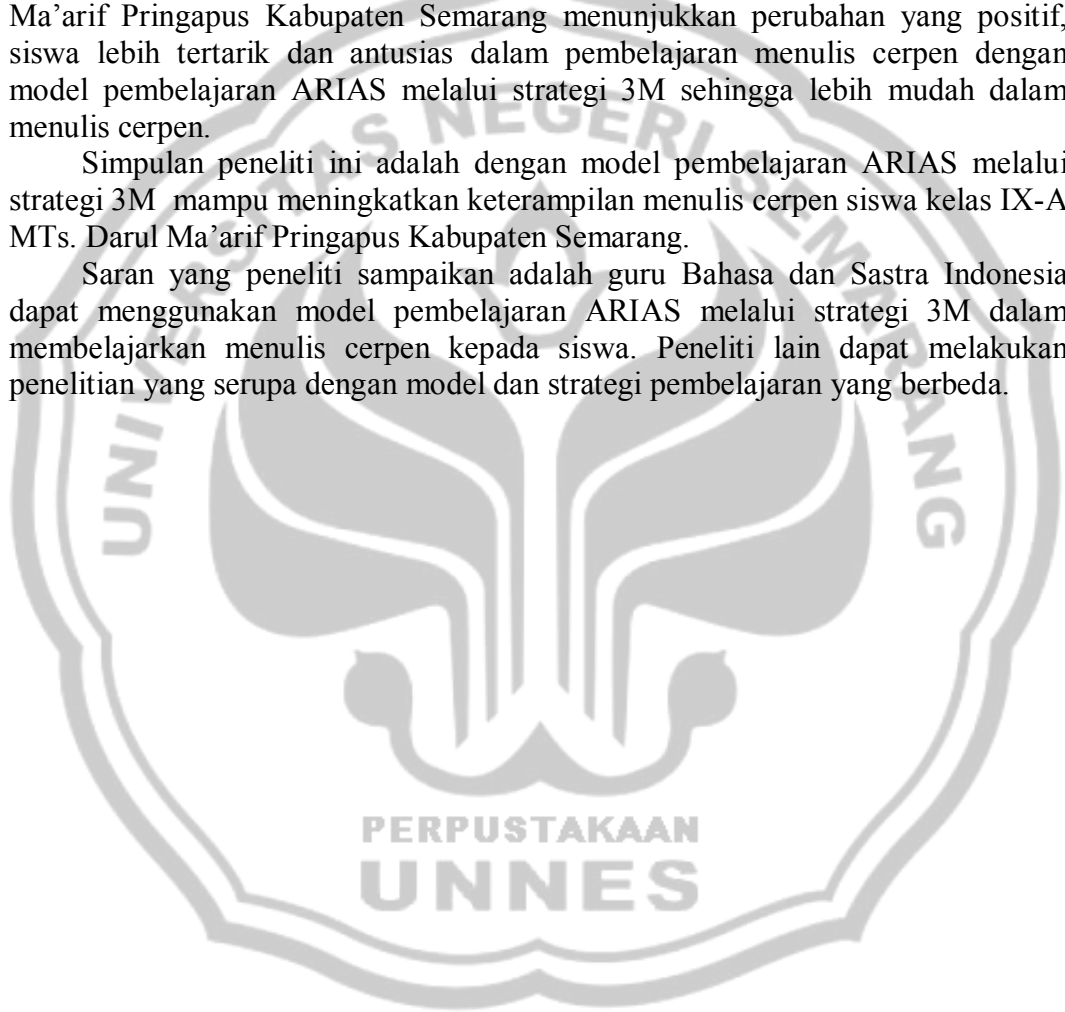 Ma’arif Pringapus Kabupaten Semarang menunjukkan perubahan yang positif,
siswa lebih tertarik dan antusias dalam pembelajaran menulis cerpen dengan
model pembelajaran ARIAS melalui strategi 3M sehingga lebih mudah dalam
menulis cerpen.
Simpulan peneliti ini adalah dengan model pembelajaran ARIAS melalui
strategi 3M mampu meningkatkan keterampilan menulis cerpen siswa kelas IX-A
MTs. Darul Ma’arif Pringapus Kabupaten Semarang.
Saran yang peneliti sampaikan adalah guru Bahasa dan Sastra Indonesia
dapat menggunakan model pembelajaran ARIAS melalui strategi 3M dalam
membelajarkan menulis cerpen kepada siswa. Peneliti lain dapat melakukan
penelitian yang serupa dengan model dan strategi pembelajaran yang berbeda.
UNIVERSITAS NEGERI SEMARANG
PERPUSTAKAAN
UNNES